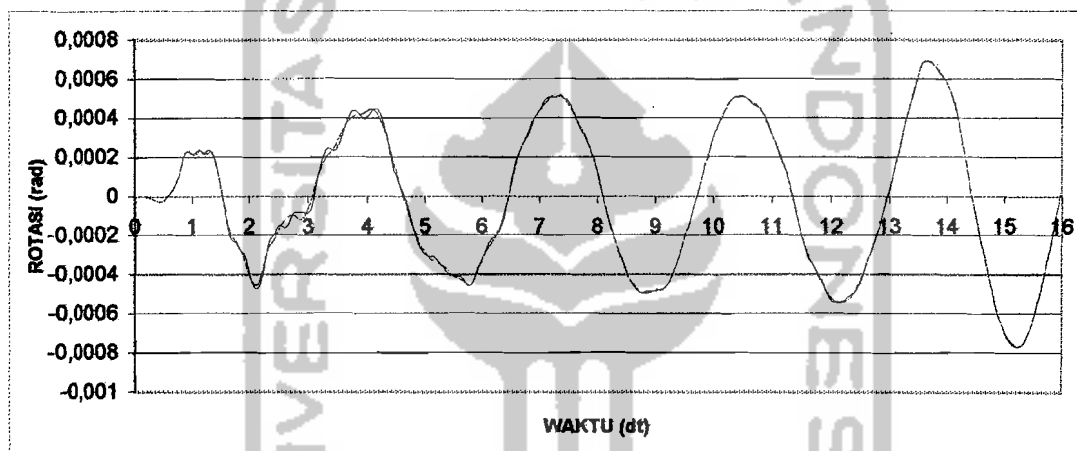 0,0008
0,0006
0,0004
0,0002
0
-0,0002
-0,0004
-0,0006
-0,0008
-0,001
ROTASI (rad)
0 1 2 3 4 5 6 7 8 9 10 11 12 13 14 15 16
WAKTU (dt)
VERSITAS
S INDONE